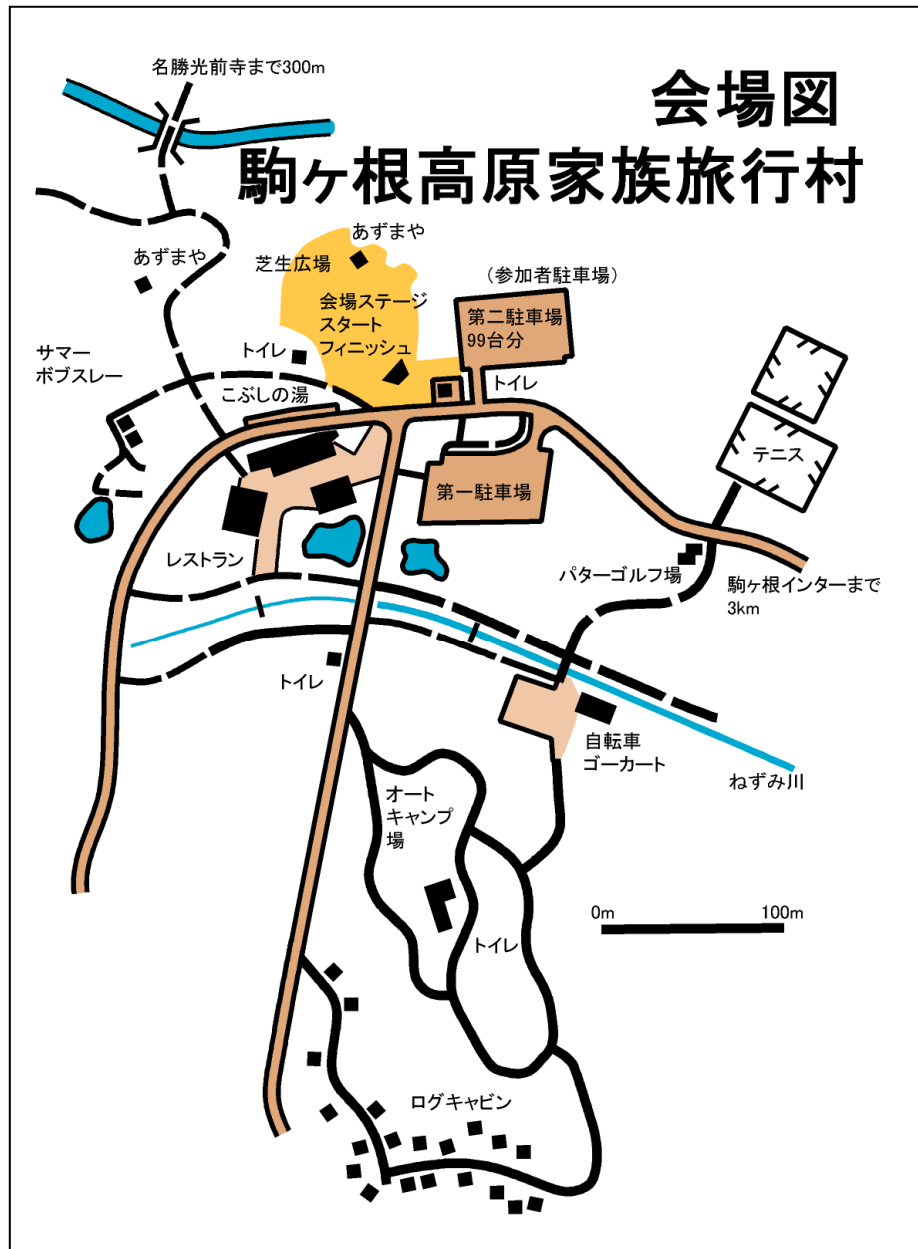 会場図
駒ヶ根高原家族旅行村
名勝光前寺まで300m
あずまや
あずまや
芝生広場
(参加者駐車場)
会場ステージ
スタート
フィニッシュ
第二駐車場
99台分
サマー
ボブスレー
トイレ
トイレ
こぶしの湯
テニス
第一駐車場
レストラン
パターゴルフ場
駒ヶ根インターまで
3km
トイレ
自転車
ゴーカート
ねずみ川
オート
キャンプ
場
0m
100m
トイレ
ログキャビン